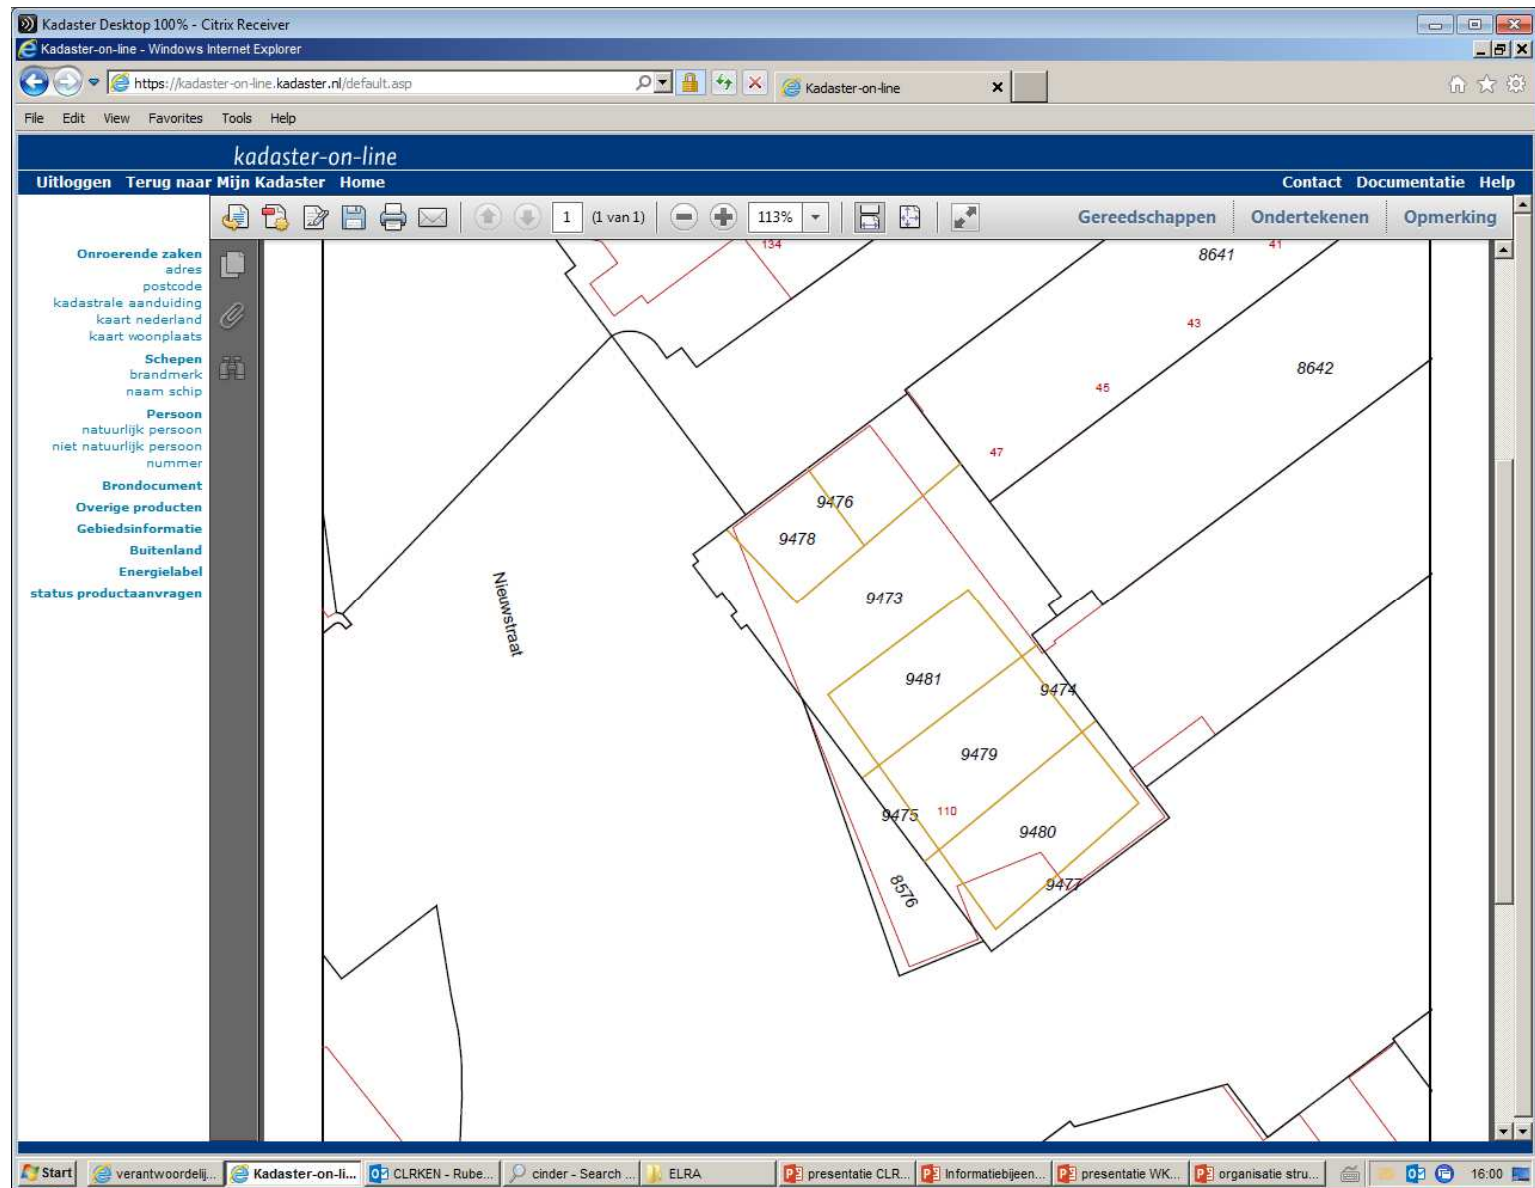 Kadaster Desktop 100% - Citrix Receiver
Kadaster-on-line - Windows Internet Explorer
https://kadaster-on-line.kadaster.nl/default.asp
Kadaster-on-line
File Edit View Favorites Tools Help
kadaster-on-line
Uitloggen Terug naar Mijn Kadaster Home
Contact Documentatie Help
1 (1 van 1) 113%
Gereedschappen Ondertekenen Opmerking
Onroerende zaken
adres
postcode
kadastrale aanduiding
kaart nederland
kaart woonplaats
Schepen
brandmerk
naam schip
Persoon
natuurlijk persoon
niet natuurlijk persoon
nummer
Brondocument
Overige producten
Gebiedsinformatie
Buitenland
Energielabel
status productaanvragen
134
8641
41
43
8642
45
47
9476
9478
Nieuwstraat
9473
9481
9474
9479
9475
110
9480
8576
9477
Start
verantwoordelij...
Kadaster-on-li...
CLRKEN - Rube...
cinder - Search ...
ELRA
presentatie CLR...
Informatiebijeen...
presentatie WK...
organisatie stru...
16:00